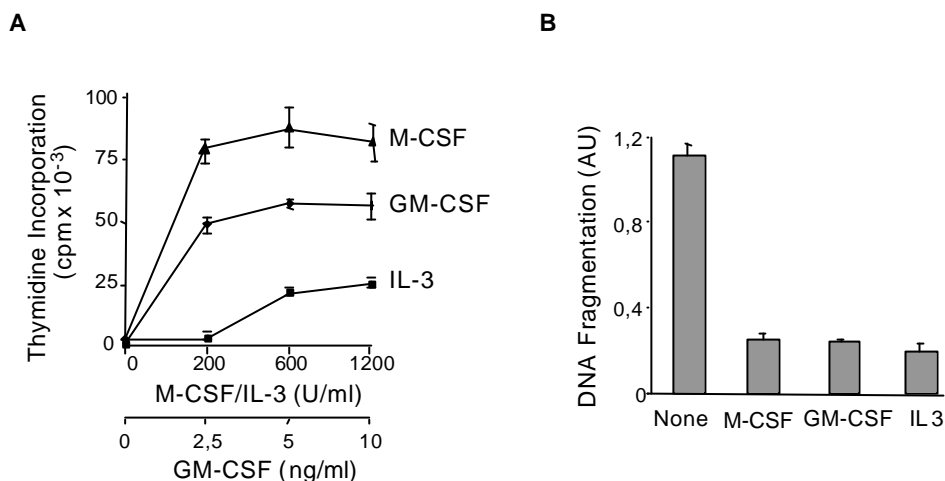 A
Thymidine Incorporation
(cpm x 10-3)
100
75
50
25
0
M-CSF
GM-CSF
IL-3
0 200 600 1200
M-CSF/IL-3 (U/ml)
0 2,5 5 10
GM-CSF (ng/ml)
B
DNA Fragmentation (AU)
1,2
0,8
0,4
0
None M-CSF GM-CSF IL3